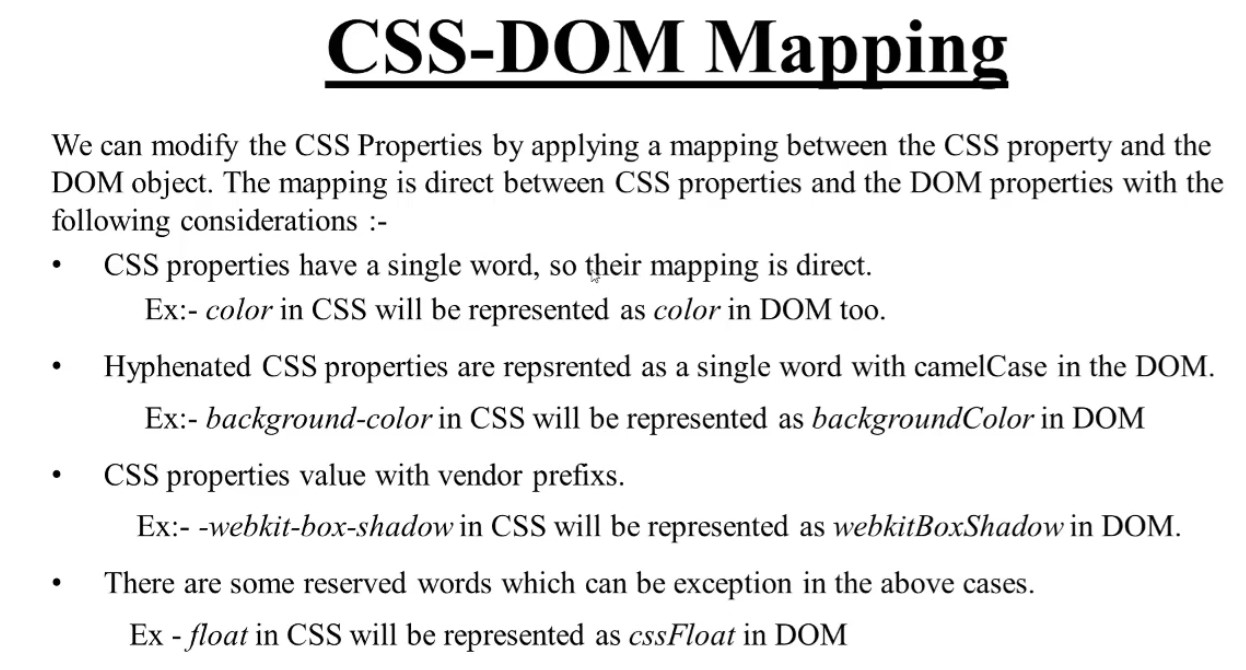 CSS-DOM Mapping
We can modify the CSS Properties by applying a mapping between the CSS property and the
DOM object. The mapping is direct between CSS properties and the DOM properties with the
following considerations :-
• CSS properties have a single word, so their mapping is direct.
Ex:- color in CSS will be represented as color in DOM too.
• Hyphenated CSS properties are repsrented as a single word with camelCase in the DOM.
Ex:- background-color in CSS will be represented as backgroundColor in DOM
• CSS properties value with vendor prefixs.
Ex:- -webkit-box-shadow in CSS will be represented as webkitBoxShadow in DOM.
• There are some reserved words which can be exception in the above cases.
Ex - float in CSS will be represented as cssFloat in DOM